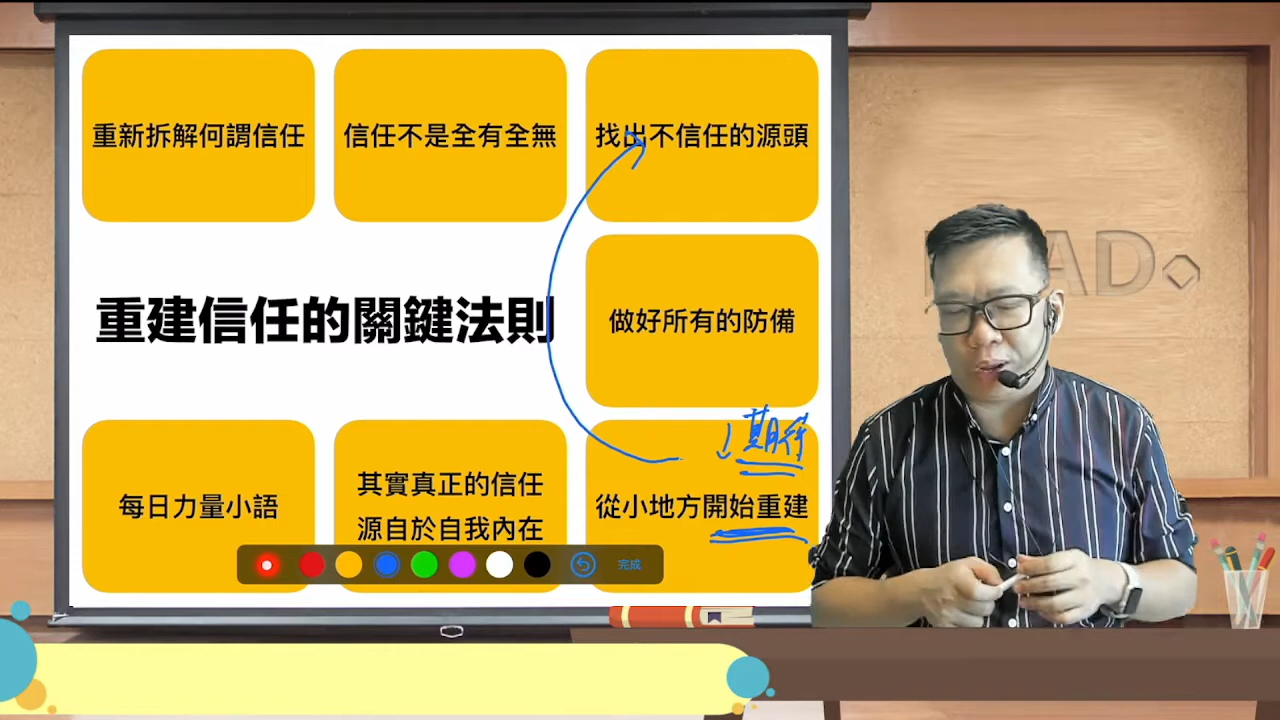 重新拆解何謂信任
信任不是全有全無
找出不信任的源頭
重建信任的關鍵法則
做好所有的防備
↓期待
每日力量小語
其實真正的信任
源自於自我內在
從小地方開始重建
完成